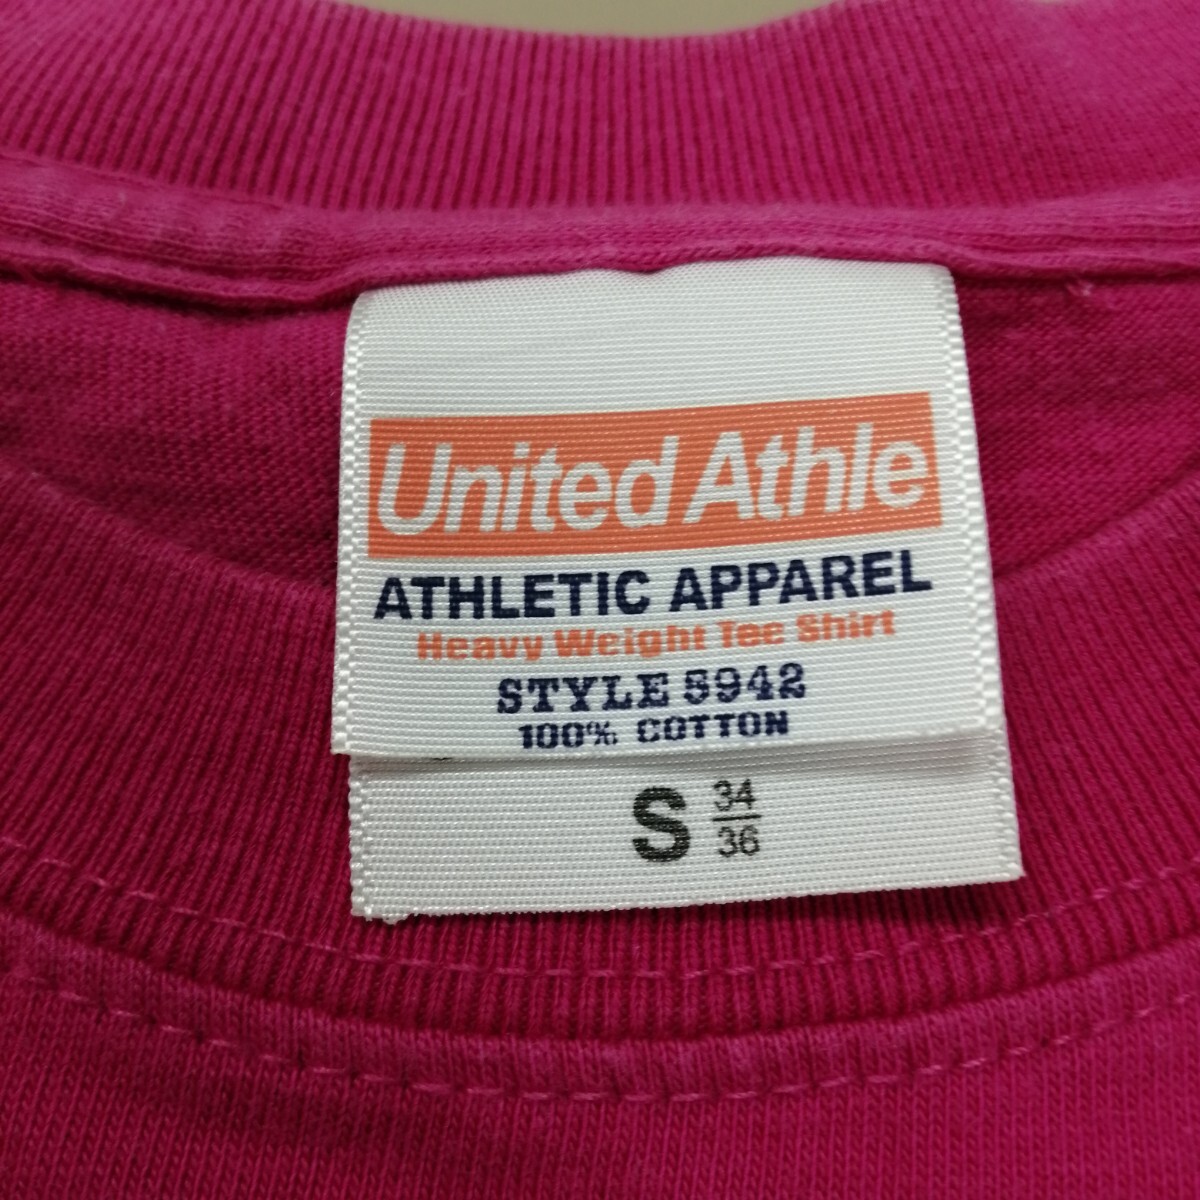 United Athle
ATHLETIC APPAREL
Heavy Weight Tee Shirt
STYLE 5942
100% COTTON
S 34/36